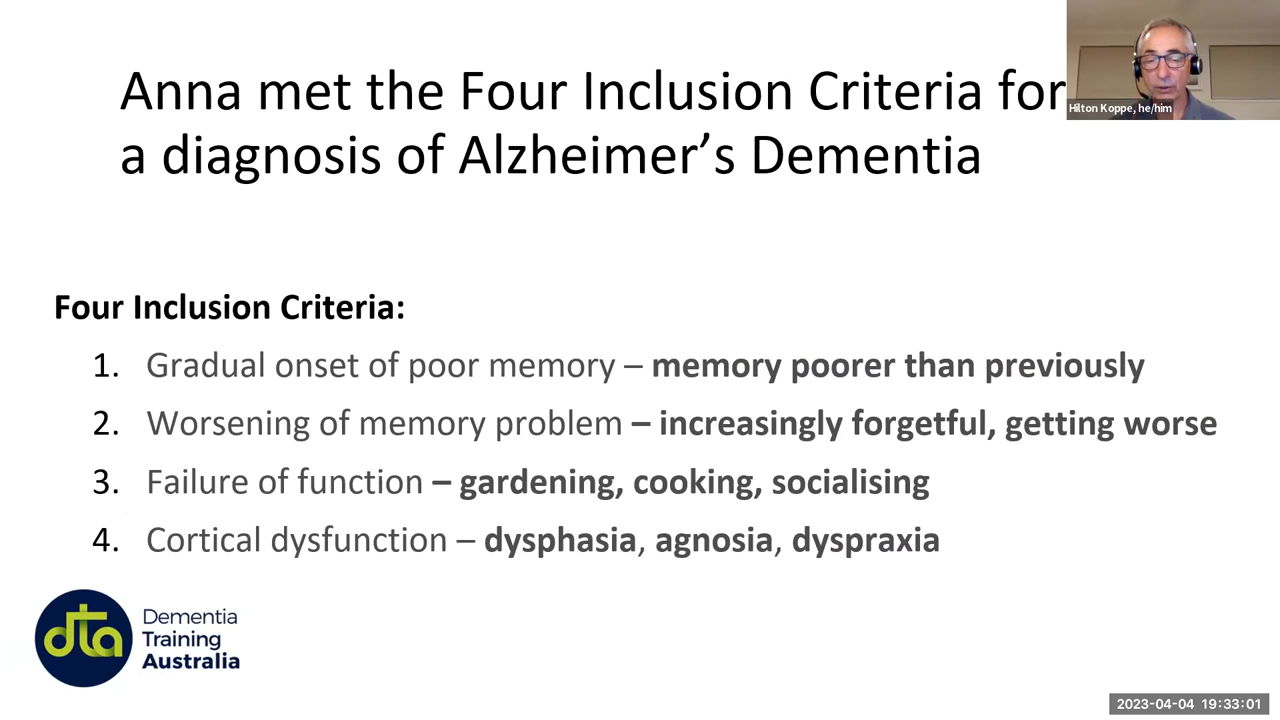 Anna met the Four Inclusion Criteria for
a diagnosis of Alzheimer’s Dementia
Hilton Koppe, he/him
Four Inclusion Criteria:
1. Gradual onset of poor memory – memory poorer than previously
2. Worsening of memory problem – increasingly forgetful, getting worse
3. Failure of function – gardening, cooking, socialising
4. Cortical dysfunction – dysphasia, agnosia, dyspraxia
dta
Dementia
Training
Australia
2023-04-04 19:33:01